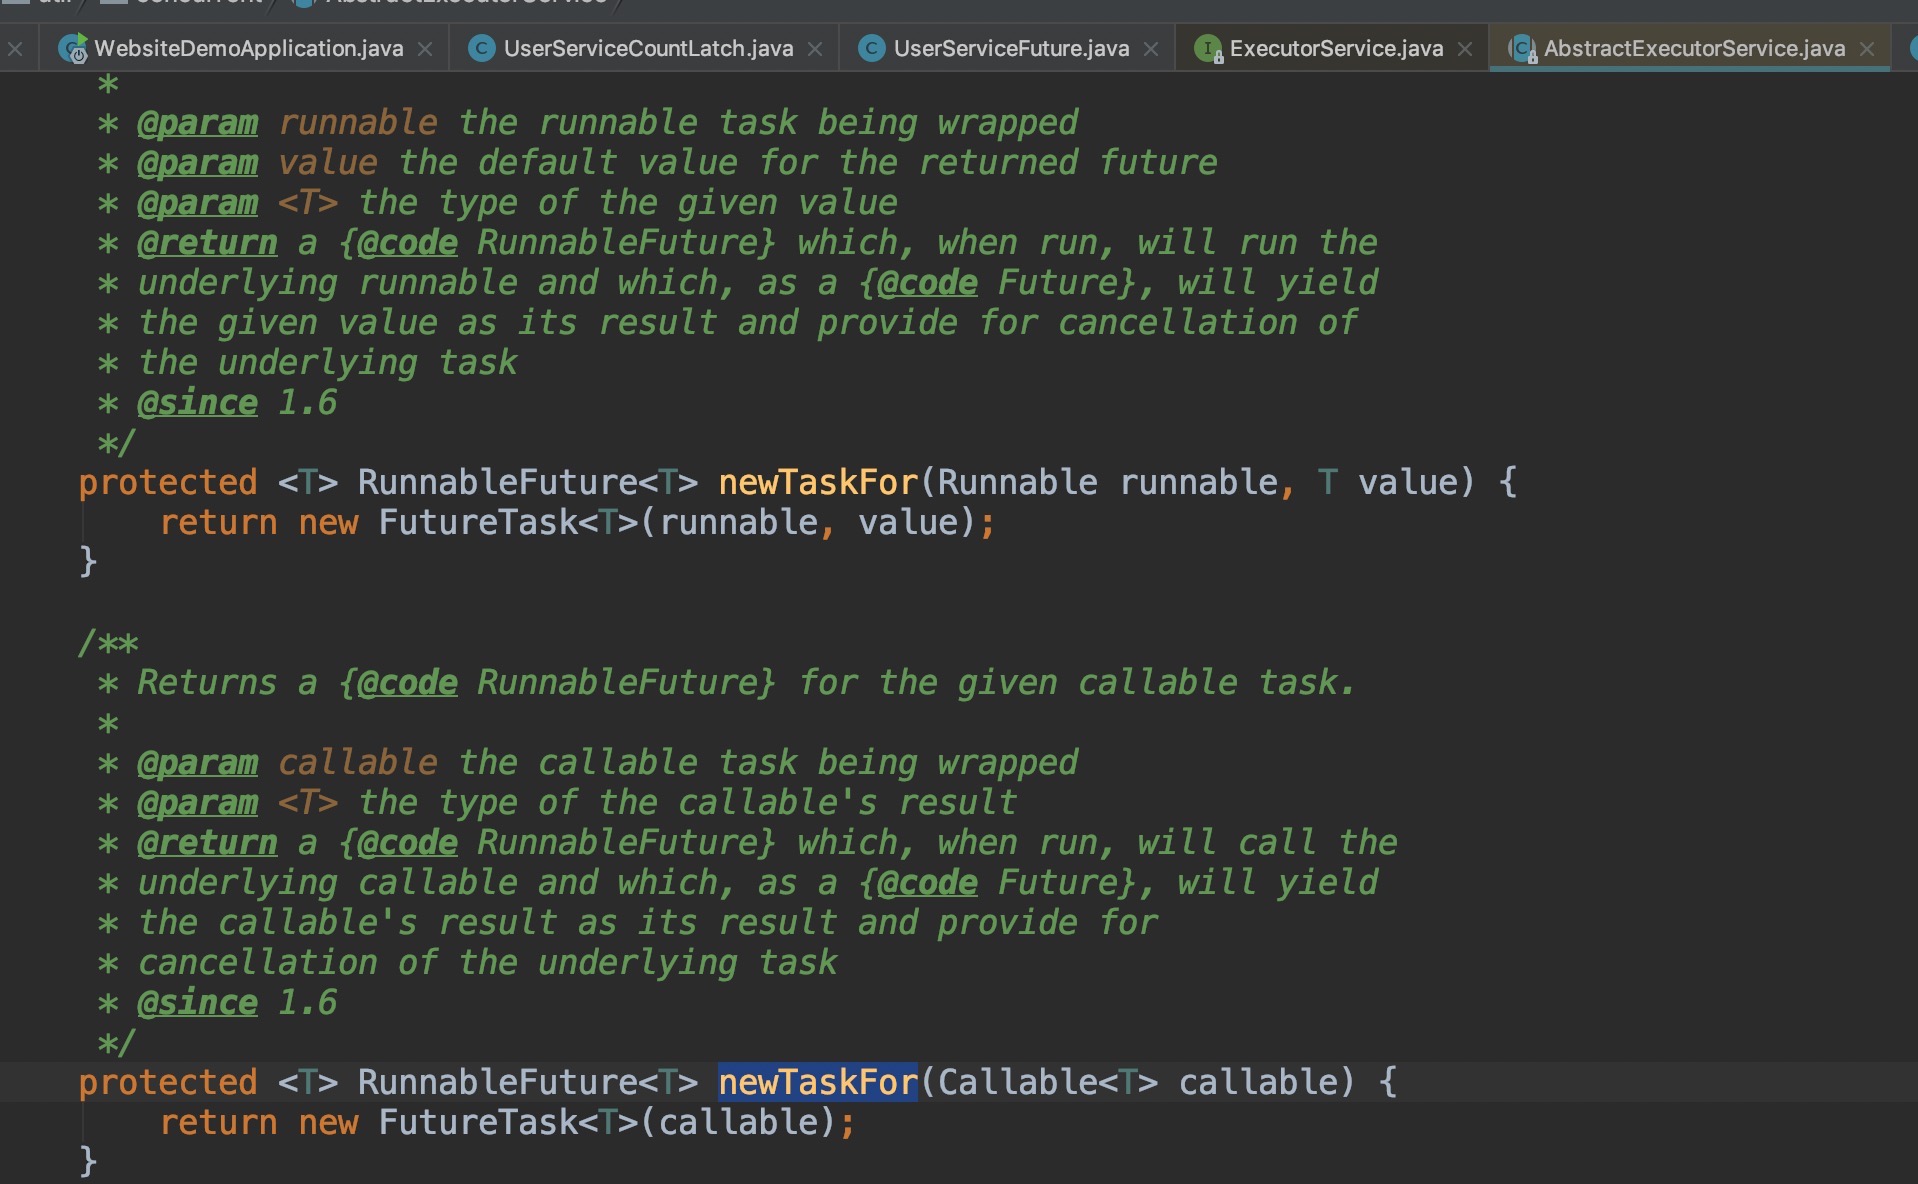 util concurrent AbstractExecutorService
WebsiteDemoApplication.java UserServiceCountLatch.java UserServiceFuture.java ExecutorService.java AbstractExecutorService.java
*
* @param runnable the runnable task being wrapped
* @param value the default value for the returned future
* @param <T> the type of the given value
* @return a {@code RunnableFuture} which, when run, will run the
* underlying runnable and which, as a {@code Future}, will yield
* the given value as its result and provide for cancellation of
* the underlying task
* @since 1.6
*/
protected <T> RunnableFuture<T> newTaskFor(Runnable runnable, T value) {
return new FutureTask<T>(runnable, value);
}
/**
* Returns a {@code RunnableFuture} for the given callable task.
*
* @param callable the callable task being wrapped
* @param <T> the type of the callable's result
* @return a {@code RunnableFuture} which, when run, will call the
* underlying callable and which, as a {@code Future}, will yield
* the callable's result as its result and provide for
* cancellation of the underlying task
* @since 1.6
*/
protected <T> RunnableFuture<T> newTaskFor(Callable<T> callable) {
return new FutureTask<T>(callable);
}